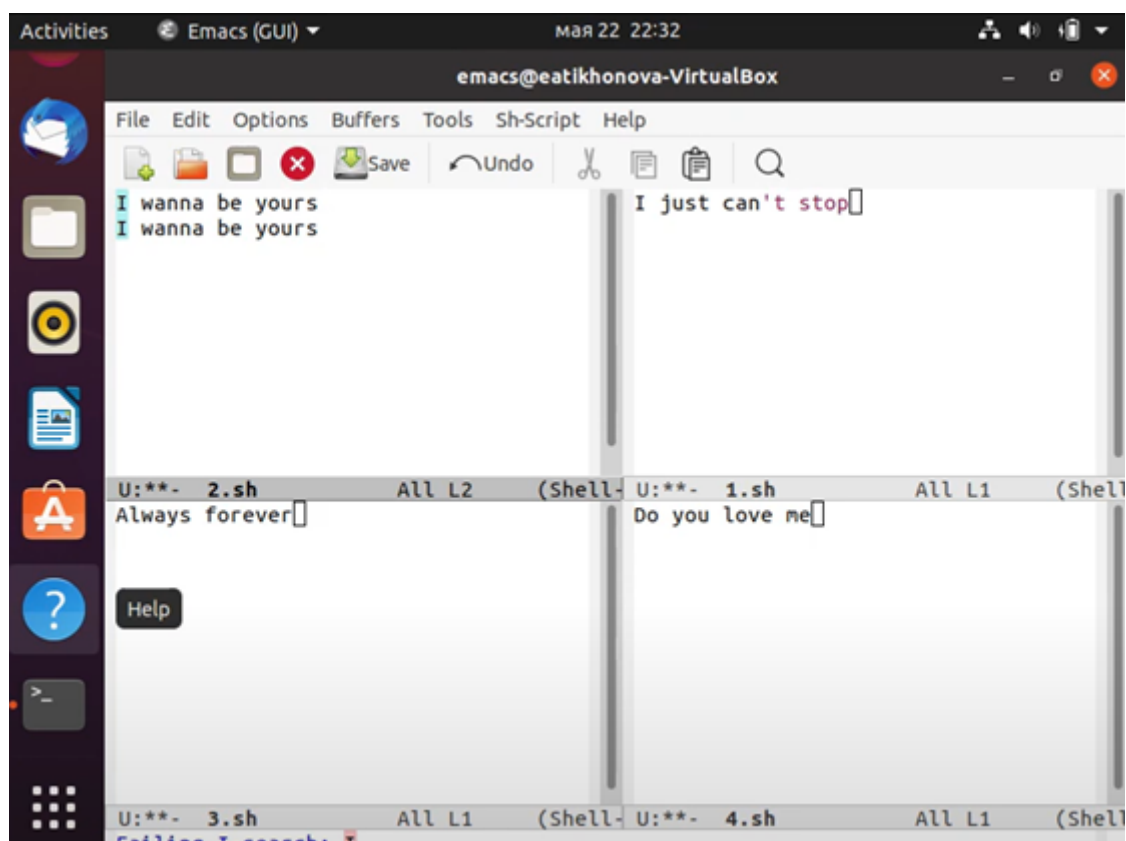 Activities Emacs (GUI) мая 22 22:32
emacs@eatikhonova-VirtualBox
File Edit Options Buffers Tools Sh-Script Help
Save Undo
I wanna be yours
I wanna be yours
I just can't stop
U:**- 2.sh All L2 (Shell-
U:**- 1.sh All L1 (Shell
Always forever
Do you love me
Help
U:**- 3.sh All L1 (Shell-
U:**- 4.sh All L1 (Shell
Failing I-search: I